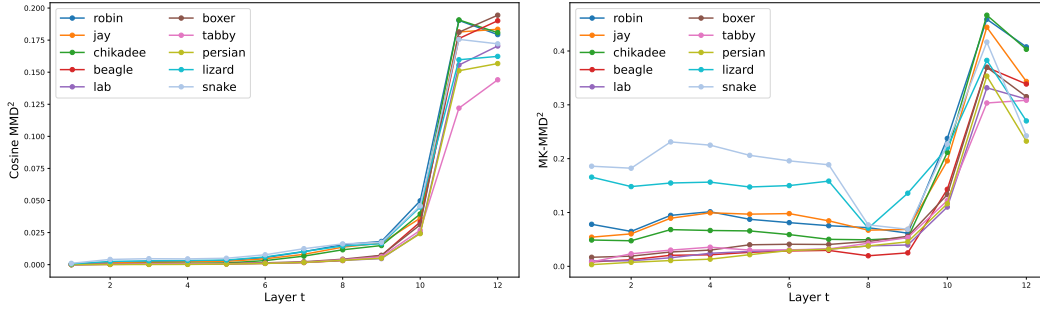 robin
jay
chikadee
beagle
lab
boxer
tabby
persian
lizard
snake
Cosine MMD²
0.200
0.175
0.150
0.125
0.100
0.075
0.050
0.025
0.000
2 4 6 8 10 12
Layer t
robin
jay
chikadee
beagle
lab
boxer
tabby
persian
lizard
snake
MK-MMD²
0.4
0.3
0.2
0.1
0.0
2 4 6 8 10 12
Layer t